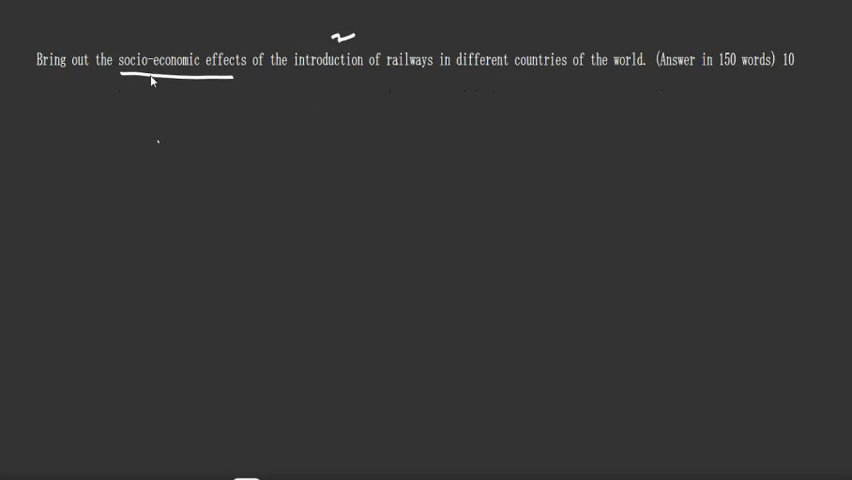 Bring out the socio-economic effects of the introduction of railways in different countries of the world. (Answer in 150 words) 10